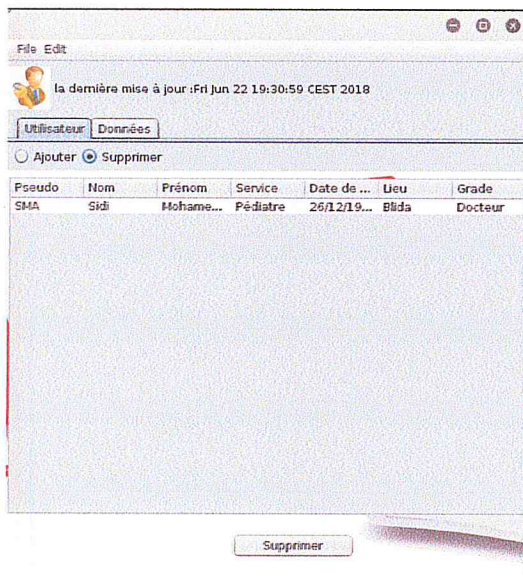 File Edit
la dernière mise à jour :Fri Jun 22 19:30:59 CEST 2018
Utilisateur Données
Ajouter Supprimer
Pseudo Nom Prénom Service Date de ... Lieu Grade
SMA Sidi Mohame... Pédiatre 26/12/19... Blida Docteur
Supprimer